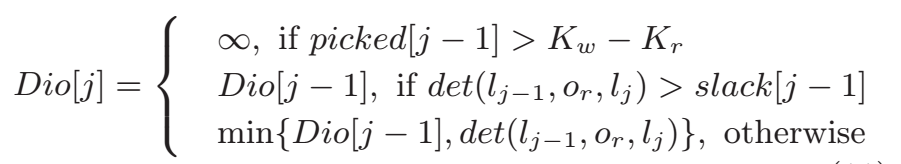 ∞, if picked[j − 1] > K_w − K_r
Dio[j] = { Dio[j − 1], if det(l_{j−1}, o_r, l_j) > slack[j − 1]
min{Dio[j − 1], det(l_{j−1}, o_r, l_j)}, otherwise